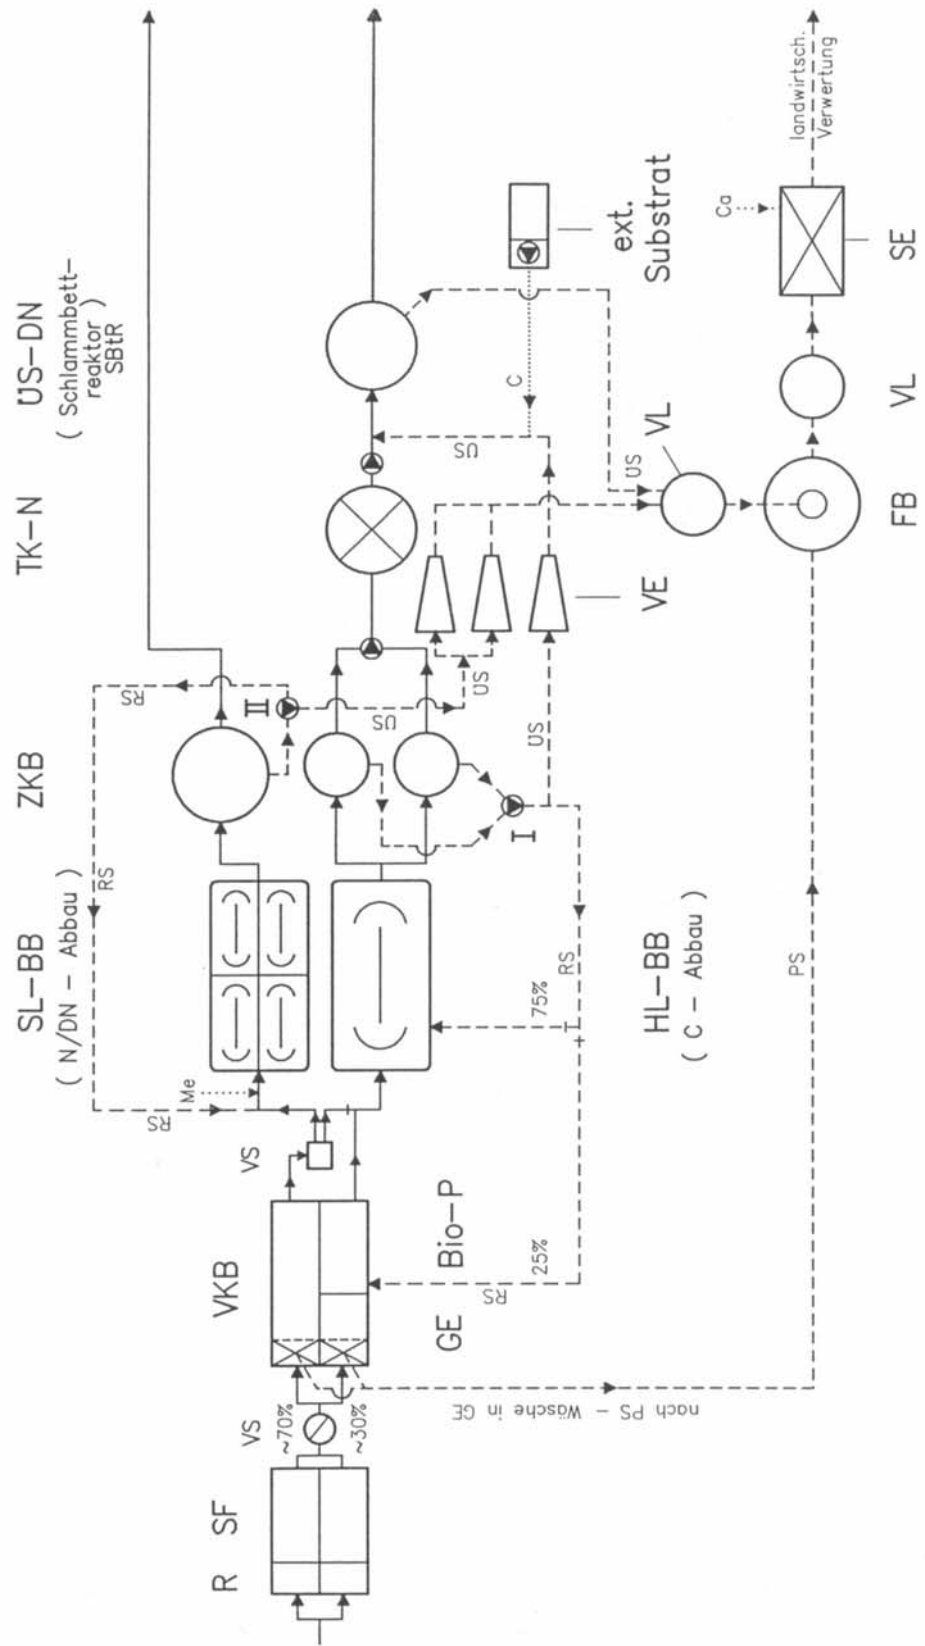 R
SF
VS
~70%
~30%
VKB
GE
Bio-P
VS
Me
SL-BB
( N/DN - Abbau )
ZKB
TK-N
ÜS-DN
( Schlammbett-
reaktor )
SBtR
RS
RS
RS
II
ÜS
ÜS
I
ÜS
ÜS
C
ext.
Substrat
VE
VL
ÜS
HL-BB
( C - Abbau )
75%
RS
25%
RS
nach PS - Wäsche in GE
PS
FB
VL
SE
Ca
landwirtsch.
Verwertung